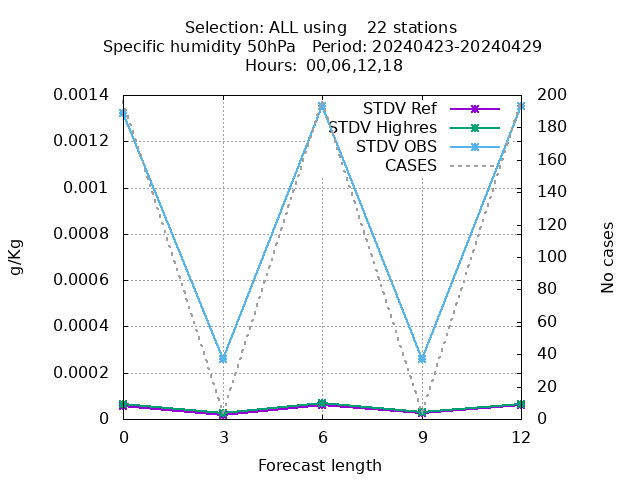 Selection: ALL using    22 stations
Specific humidity 50hPa   Period: 20240423-20240429
Hours:  00,06,12,18
STDV Ref
STDV Highres
STDV OBS
CASES
0.0014
0.0012
0.001
0.0008
0.0006
0.0004
0.0002
0
200
180
160
140
120
100
80
60
40
20
0
g/Kg
No cases
0
3
6
9
12
Forecast length